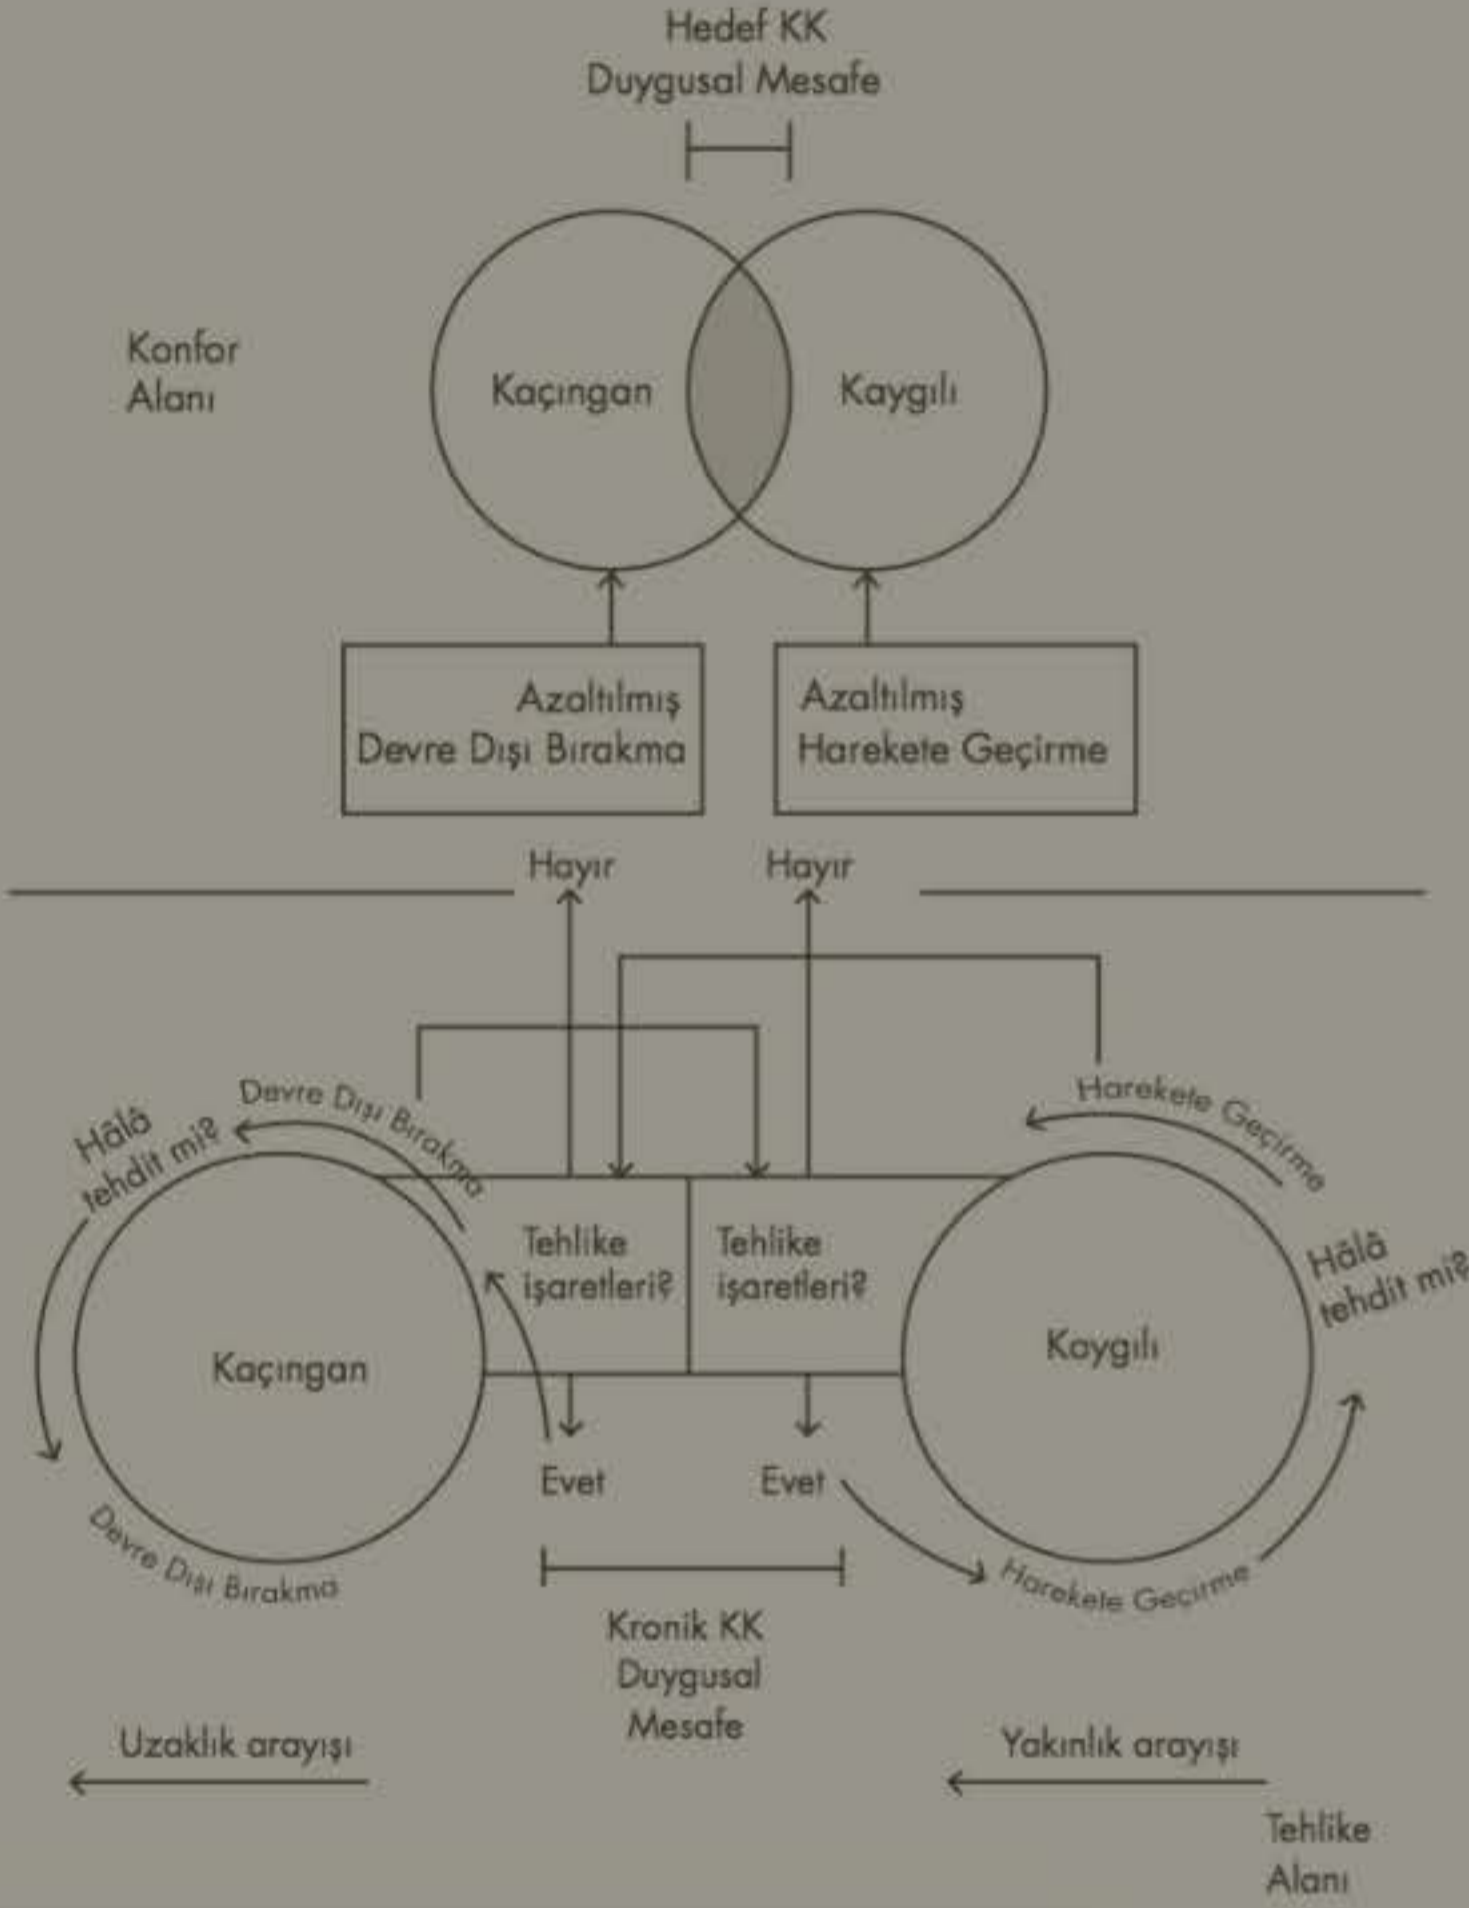 Hedef KK
Duygusal Mesafe
Konfor
Alanı
Kaçıngan
Kaygılı
Azaltılmış
Devre Dışı Bırakma
Azaltılmış
Harekete Geçirme
Hayır
Hayır
Devre Dışı Bırakma
Harekete Geçirme
Hâlâ
tehdit mi?
Tehlike
işaretleri?
Tehlike
işaretleri?
Hâlâ
tehdit mi?
Kaçıngan
Kaygılı
Evet
Evet
Devre Dışı Bırakma
Harekete Geçirme
Kronik KK
Duygusal
Mesafe
Uzaklık arayışı
Yakınlık arayışı
Tehlike
Alanı